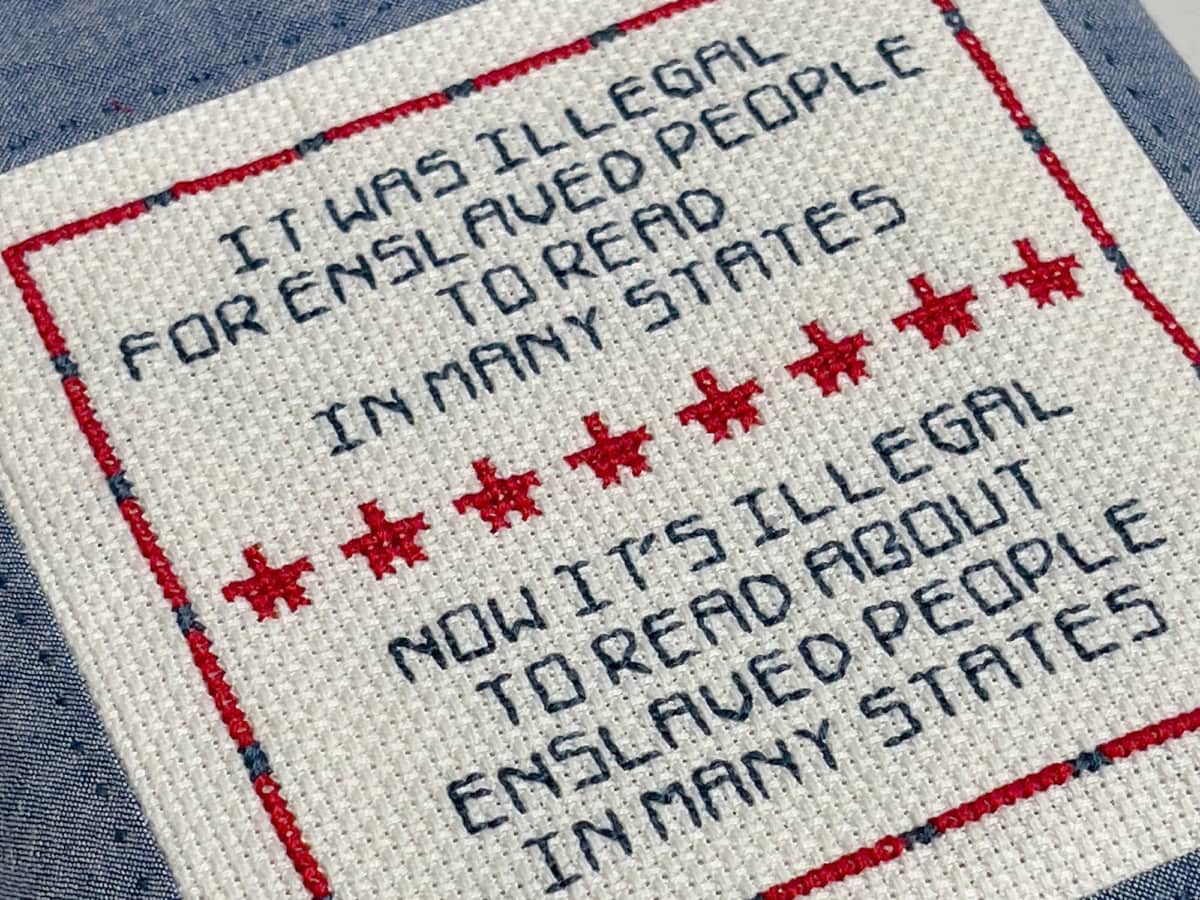 IT WAS ILLEGAL
FOR ENSLAVED PEOPLE
TO READ
IN MANY STATES
NOW IT'S ILLEGAL
TO READ ABOUT
ENSLAVED PEOPLE
IN MANY STATES